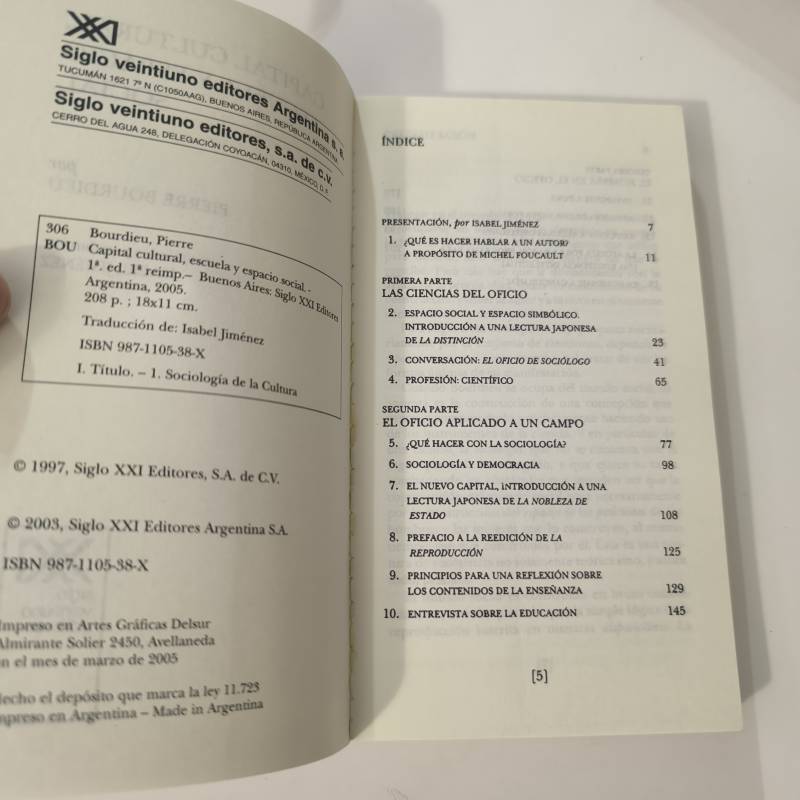 XXI
Siglo veintiuno editores Argentina s. a.
TUCUMÁN 1621 7º N (C1050AAG), BUENOS AIRES, REPÚBLICA ARGENTINA
Siglo veintiuno editores, s.a. de c.v.
CERRO DEL AGUA 248, DELEGACIÓN COYOACÁN, 04310, MÉXICO, D. F.
306 Bourdieu, Pierre
BOU Capital cultural, escuela y espacio social.-
1ª. ed. 1ª reimp.– Buenos Aires: Siglo XXI Editores
Argentina, 2005.
208 p. ; 18x11 cm.
Traducción de: Isabel Jiménez
ISBN 987-1105-38-X
I. Título. – 1. Sociología de la Cultura
© 1997, Siglo XXI Editores, S.A. de C.V.
© 2003, Siglo XXI Editores Argentina S.A.
ISBN 987-1105-38-X
Impreso en Artes Gráficas Delsur
Almirante Solier 2450, Avellaneda
en el mes de marzo de 2005
Hecho el depósito que marca la ley 11.723
Impreso en Argentina – Made in Argentina
ÍNDICE
PRESENTACIÓN, por ISABEL JIMÉNEZ 7
1. ¿QUÉ ES HACER HABLAR A UN AUTOR?
A PROPÓSITO DE MICHEL FOUCAULT 11
PRIMERA PARTE
LAS CIENCIAS DEL OFICIO
2. ESPACIO SOCIAL Y ESPACIO SIMBÓLICO.
INTRODUCCIÓN A UNA LECTURA JAPONESA
DE LA DISTINCIÓN 23
3. CONVERSACIÓN: EL OFICIO DE SOCIÓLOGO 41
4. PROFESIÓN: CIENTÍFICO 65
SEGUNDA PARTE
EL OFICIO APLICADO A UN CAMPO
5. ¿QUÉ HACER CON LA SOCIOLOGÍA? 77
6. SOCIOLOGÍA Y DEMOCRACIA 98
7. EL NUEVO CAPITAL, INTRODUCCIÓN A UNA
LECTURA JAPONESA DE LA NOBLEZA DE
ESTADO 108
8. PREFACIO A LA REEDICIÓN DE LA
REPRODUCCIÓN 125
9. PRINCIPIOS PARA UNA REFLEXIÓN SOBRE
LOS CONTENIDOS DE LA ENSEÑANZA 129
10. ENTREVISTA SOBRE LA EDUCACIÓN 145
[5]